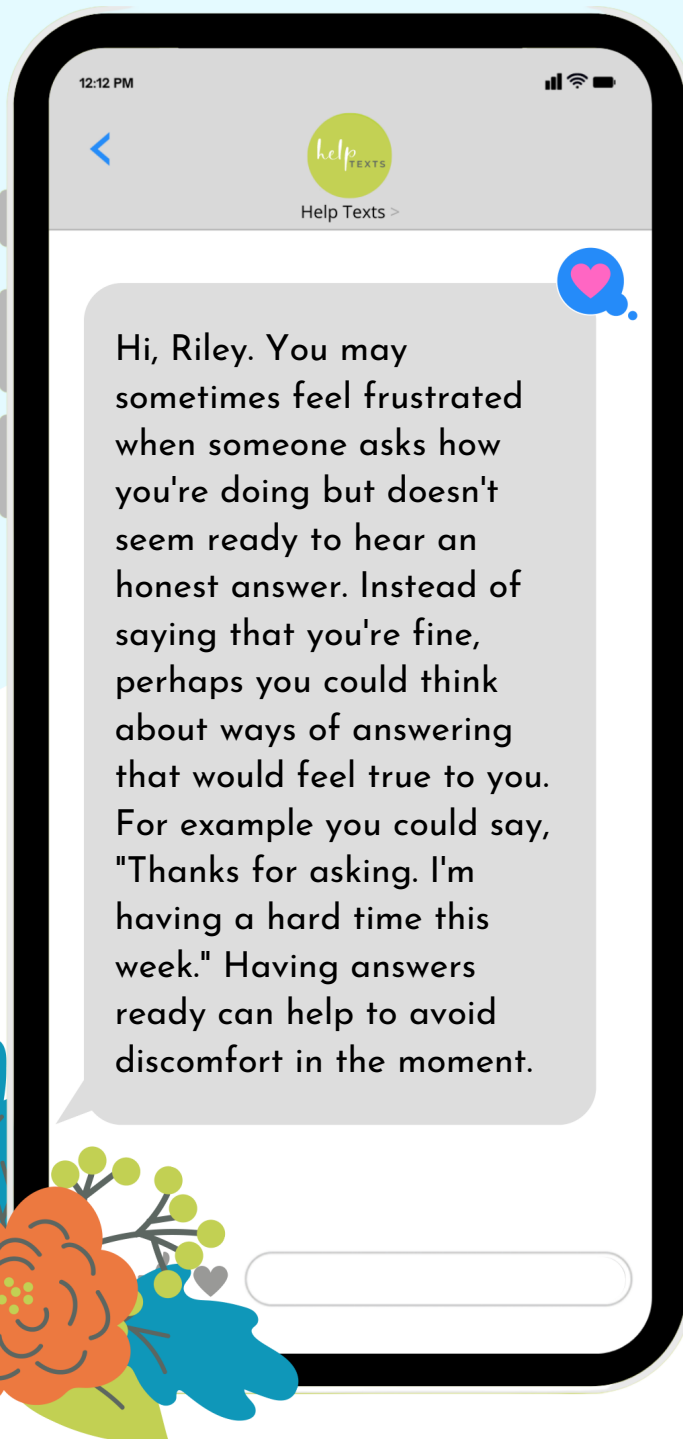 12:12 PM
help
TEXTS
Help Texts >
Hi, Riley. You may
sometimes feel frustrated
when someone asks how
you're doing but doesn't
seem ready to hear an
honest answer. Instead of
saying that you're fine,
perhaps you could think
about ways of answering
that would feel true to you.
For example you could say,
"Thanks for asking. I'm
having a hard time this
week." Having answers
ready can help to avoid
discomfort in the moment.